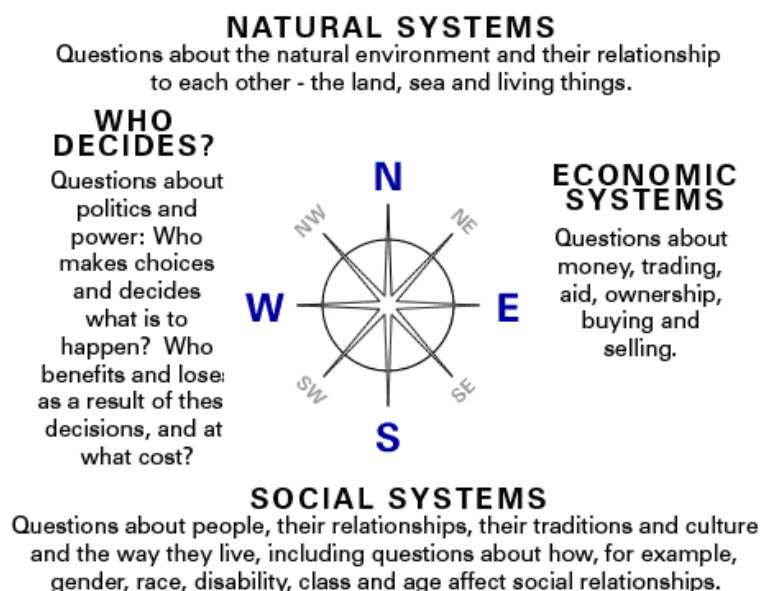 NATURAL SYSTEMS
Questions about the natural environment and their relationship
to each other - the land, sea and living things.
WHO
DECIDES?
Questions about
politics and
power: Who
makes choices
and decides
what is to
happen? Who
benefits and loses
as a result of thes
decisions, and at
what cost?
N
NW
NE
W
E
SW
SE
S
ECONOMIC
SYSTEMS
Questions about
money, trading,
aid, ownership,
buying and
selling.
SOCIAL SYSTEMS
Questions about people, their relationships, their traditions and culture
and the way they live, including questions about how, for example,
gender, race, disability, class and age affect social relationships.